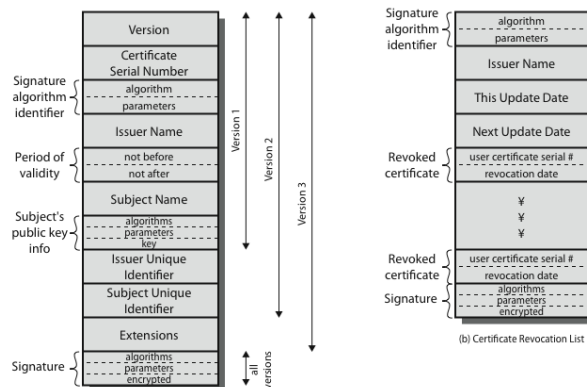 Version
Certificate
Serial Number
Signature
algorithm
identifier
algorithm
parameters
Issuer Name
Period of
validity
not before
not after
Subject Name
Subject's
public key
info
algorithms
parameters
key
Issuer Unique
Identifier
Subject Unique
Identifier
Extensions
Signature
algorithms
parameters
encrypted
Version 1
Version 2
Version 3
all
versions
Signature
algorithm
identifier
algorithm
parameters
Issuer Name
This Update Date
Next Update Date
Revoked
certificate
user certificate serial #
revocation date
¥
¥
¥
Revoked
certificate
user certificate serial #
revocation date
Signature
algorithms
parameters
encrypted
(b) Certificate Revocation List